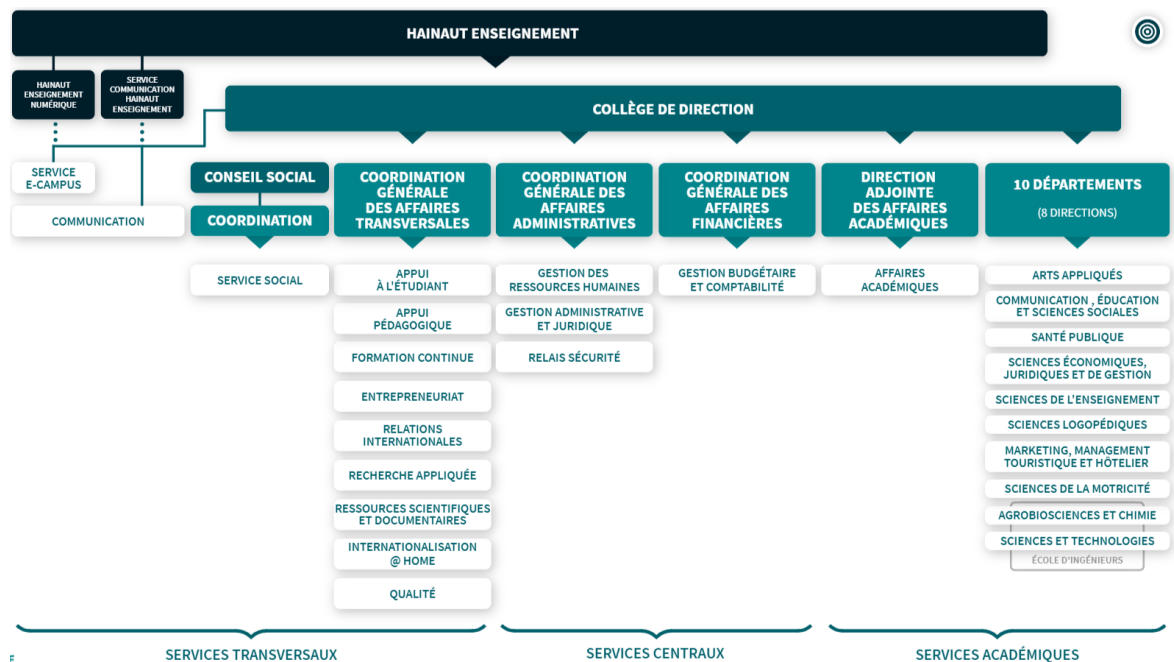 HAINAUT ENSEIGNEMENT
HAINAUT
ENSEIGNEMENT
NUMÉRIQUE
SERVICE
COMMUNICATION
HAINAUT
ENSEIGNEMENT
COLLÈGE DE DIRECTION
SERVICE
E-CAMPUS
COMMUNICATION
CONSEIL SOCIAL
COORDINATION
SERVICE SOCIAL
COORDINATION
GÉNÉRALE
DES AFFAIRES
TRANSVERSALES
APPUI
À L'ÉTUDIANT
APPUI
PÉDAGOGIQUE
FORMATION CONTINUE
ENTREPRENEURIAT
RELATIONS
INTERNATIONALES
RECHERCHE APPLIQUÉE
RESSOURCES SCIENTIFIQUES
ET DOCUMENTAIRES
INTERNATIONALISATION
@ HOME
QUALITÉ
COORDINATION
GÉNÉRALE DES
AFFAIRES
ADMINISTRATIVES
GESTION DES
RESSOURCES HUMAINES
GESTION ADMINISTRATIVE
ET JURIDIQUE
RELAIS SÉCURITÉ
COORDINATION
GÉNÉRALE DES
AFFAIRES
FINANCIÈRES
GESTION BUDGÉTAIRE
ET COMPTABILITÉ
DIRECTION
ADJOINTE
DES AFFAIRES
ACADÉMIQUES
AFFAIRES
ACADÉMIQUES
10 DÉPARTEMENTS
(8 DIRECTIONS)
ARTS APPLIQUÉS
COMMUNICATION , ÉDUCATION
ET SCIENCES SOCIALES
SANTÉ PUBLIQUE
SCIENCES ÉCONOMIQUES,
JURIDIQUES ET DE GESTION
SCIENCES DE L'ENSEIGNEMENT
SCIENCES LOGOPÉDIQUES
MARKETING, MANAGEMENT
TOURISTIQUE ET HÔTELIER
SCIENCES DE LA MOTRICITÉ
AGROBIOSCIENCES ET CHIMIE
SCIENCES ET TECHNOLOGIES
ÉCOLE D'INGÉNIEURS
SERVICES TRANSVERSAUX
SERVICES CENTRAUX
SERVICES ACADÉMIQUES